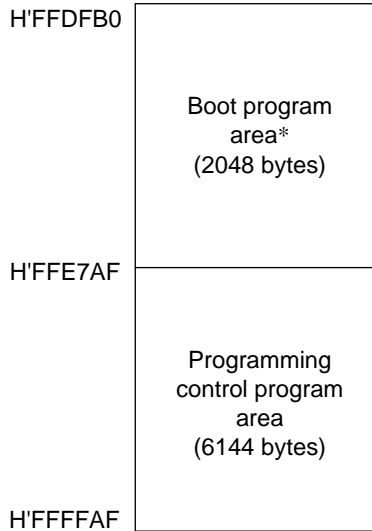 H'FFDFB0
Boot program
area*
(2048 bytes)
H'FFE7AF
Programming
control program
area
(6144 bytes)
H'FFFFAF